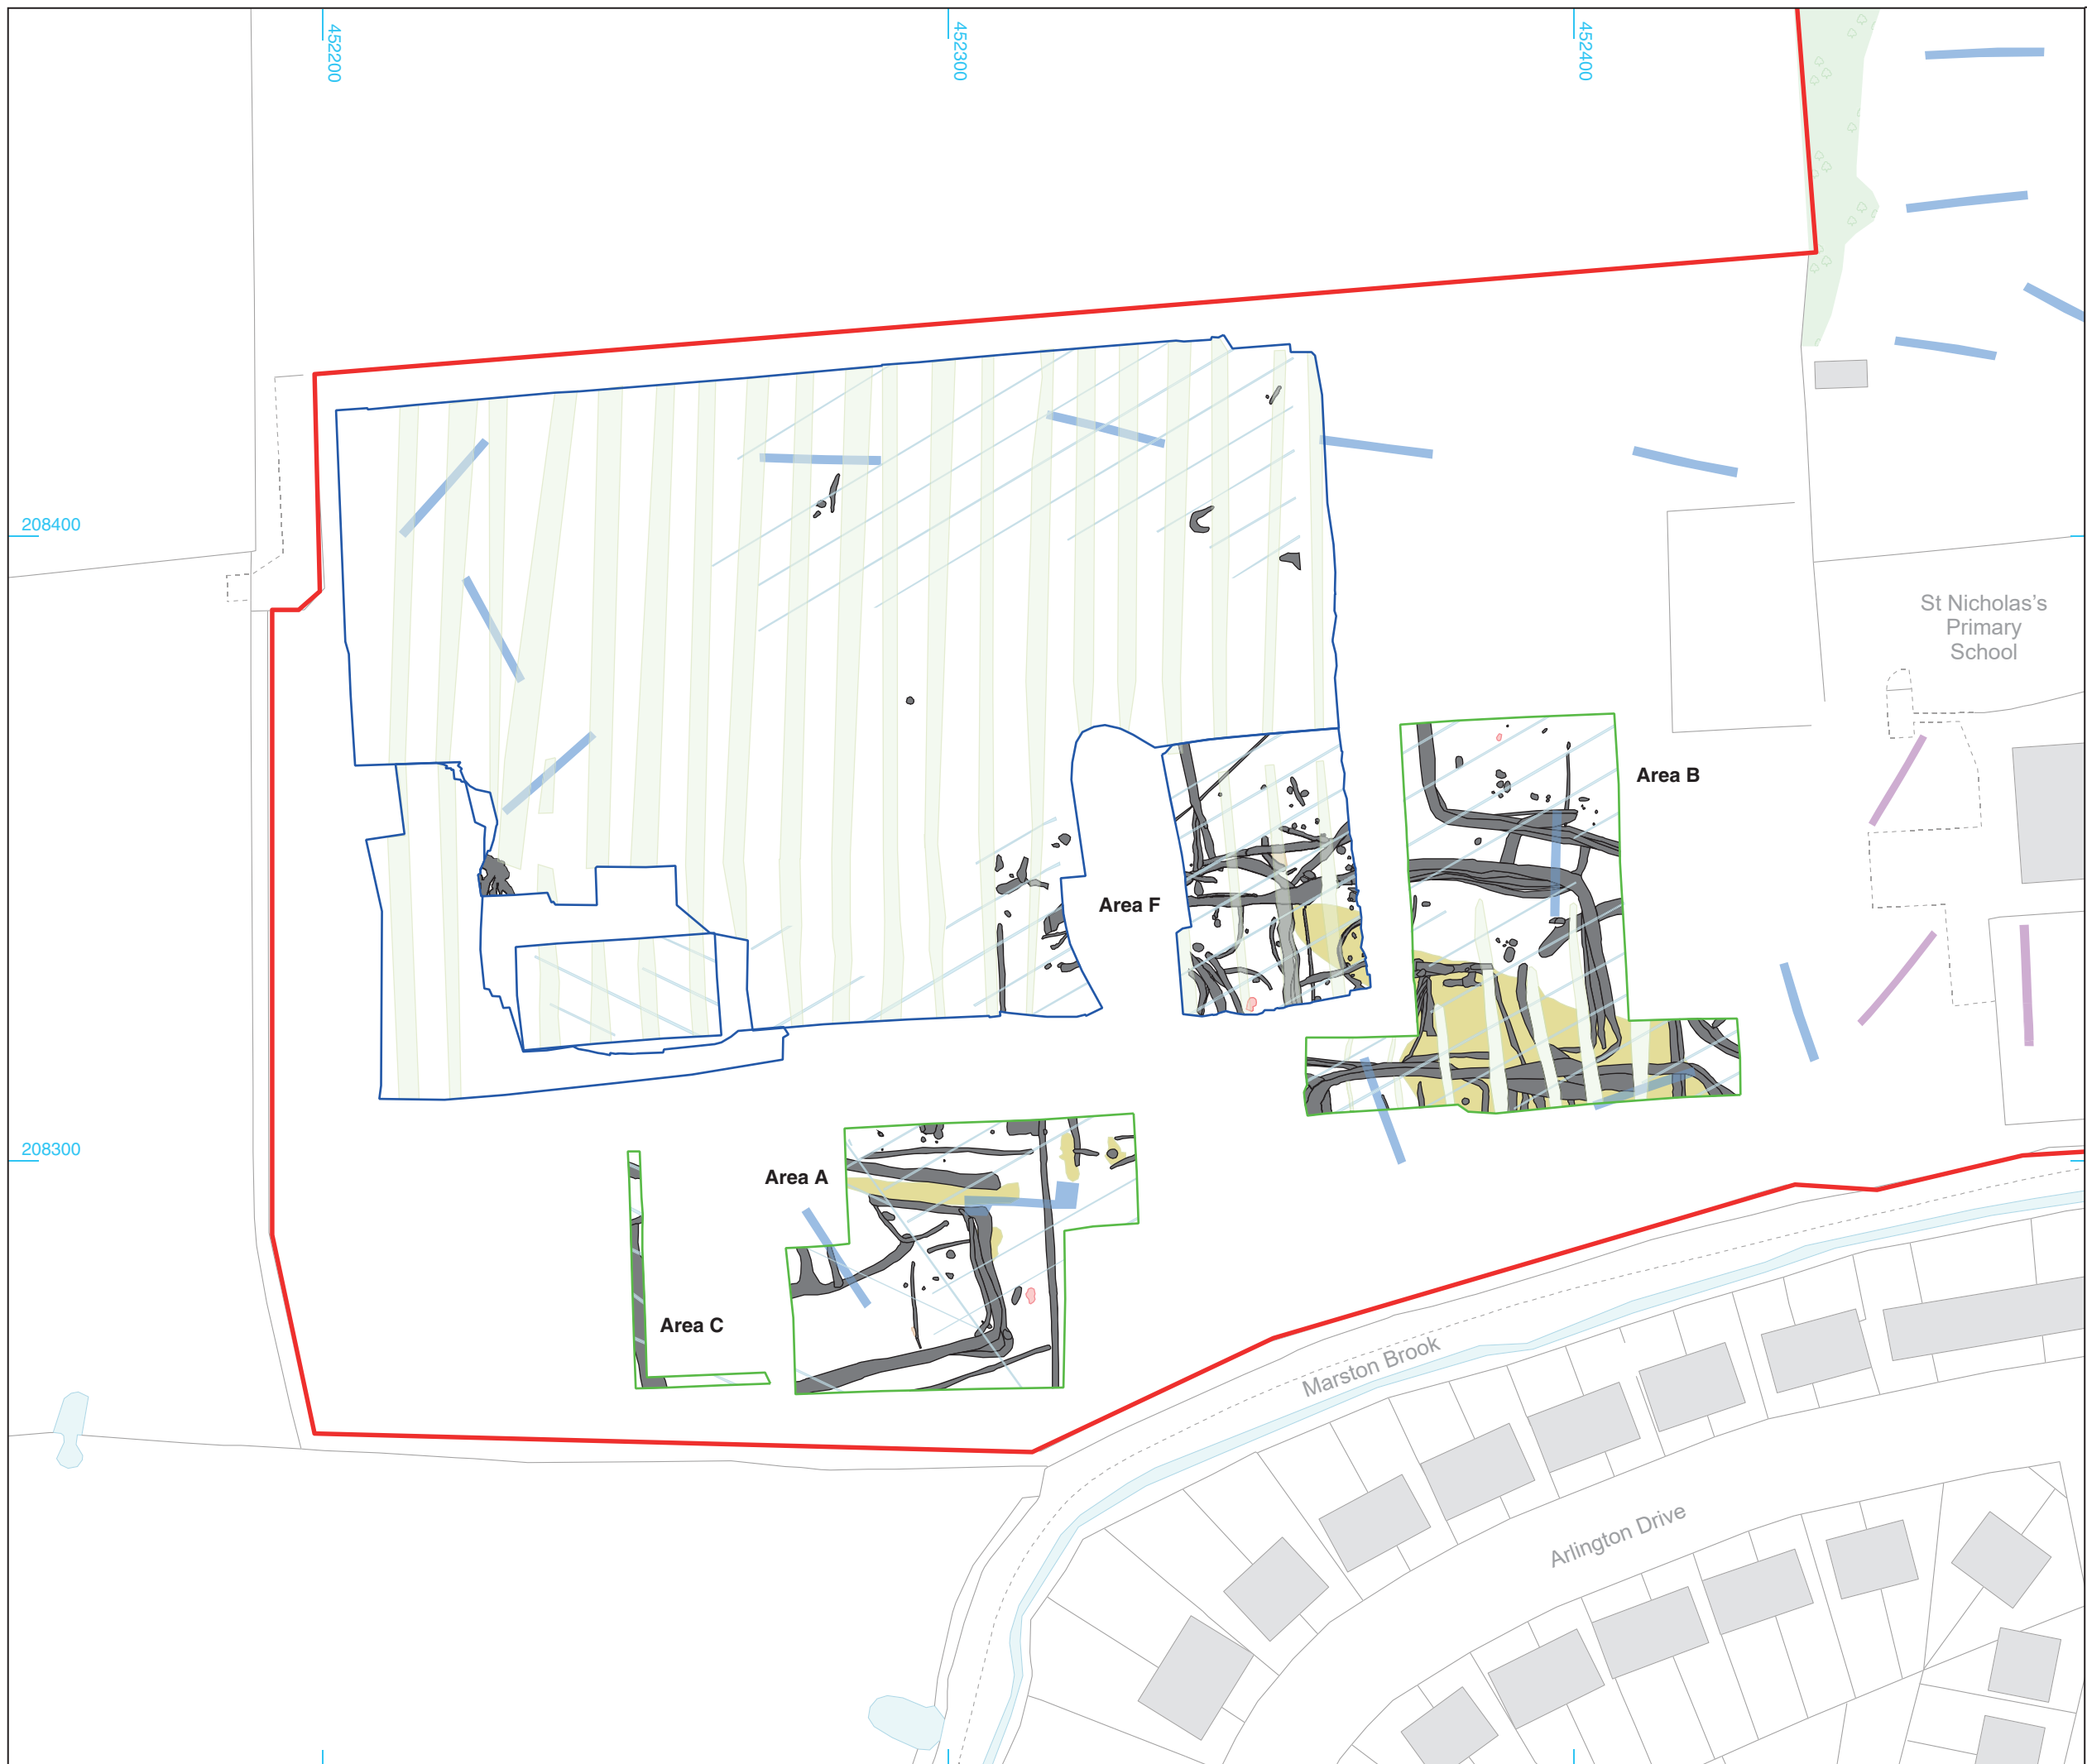 452200
452300
452400
208400
St Nicholas's
Primary
School
Area B
Area F
208300
Area A
Area C
Marston Brook
Arlington Drive